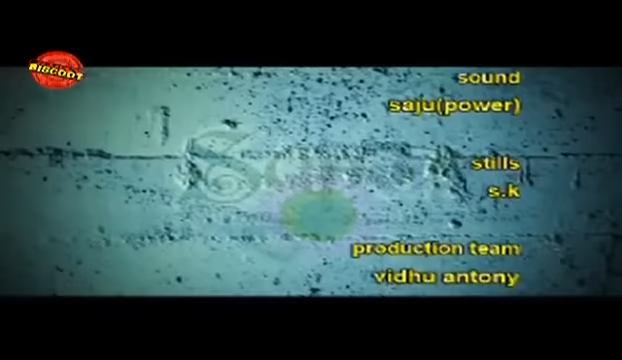 BIGCODT
sound
saju(power)
stills
s.k
production team
vidhu antony